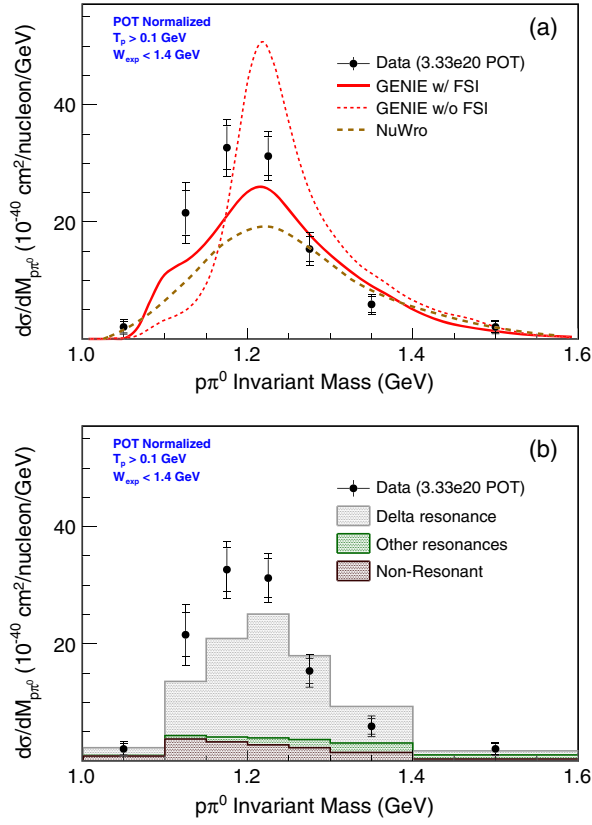 POT Normalized
T_p > 0.1 GeV
W_exp < 1.4 GeV
(a)
Data (3.33e20 POT)
GENIE w/ FSI
GENIE w/o FSI
NuWro
40
20
0
1.0 1.2 1.4 1.6
dσ/dM_pπ⁰ (10⁻⁴⁰ cm²/nucleon/GeV)
pπ⁰ Invariant Mass (GeV)
POT Normalized
T_p > 0.1 GeV
W_exp < 1.4 GeV
(b)
Data (3.33e20 POT)
Delta resonance
Other resonances
Non-Resonant
40
20
0
1.0 1.2 1.4 1.6
dσ/dM_pπ⁰ (10⁻⁴⁰ cm²/nucleon/GeV)
pπ⁰ Invariant Mass (GeV)